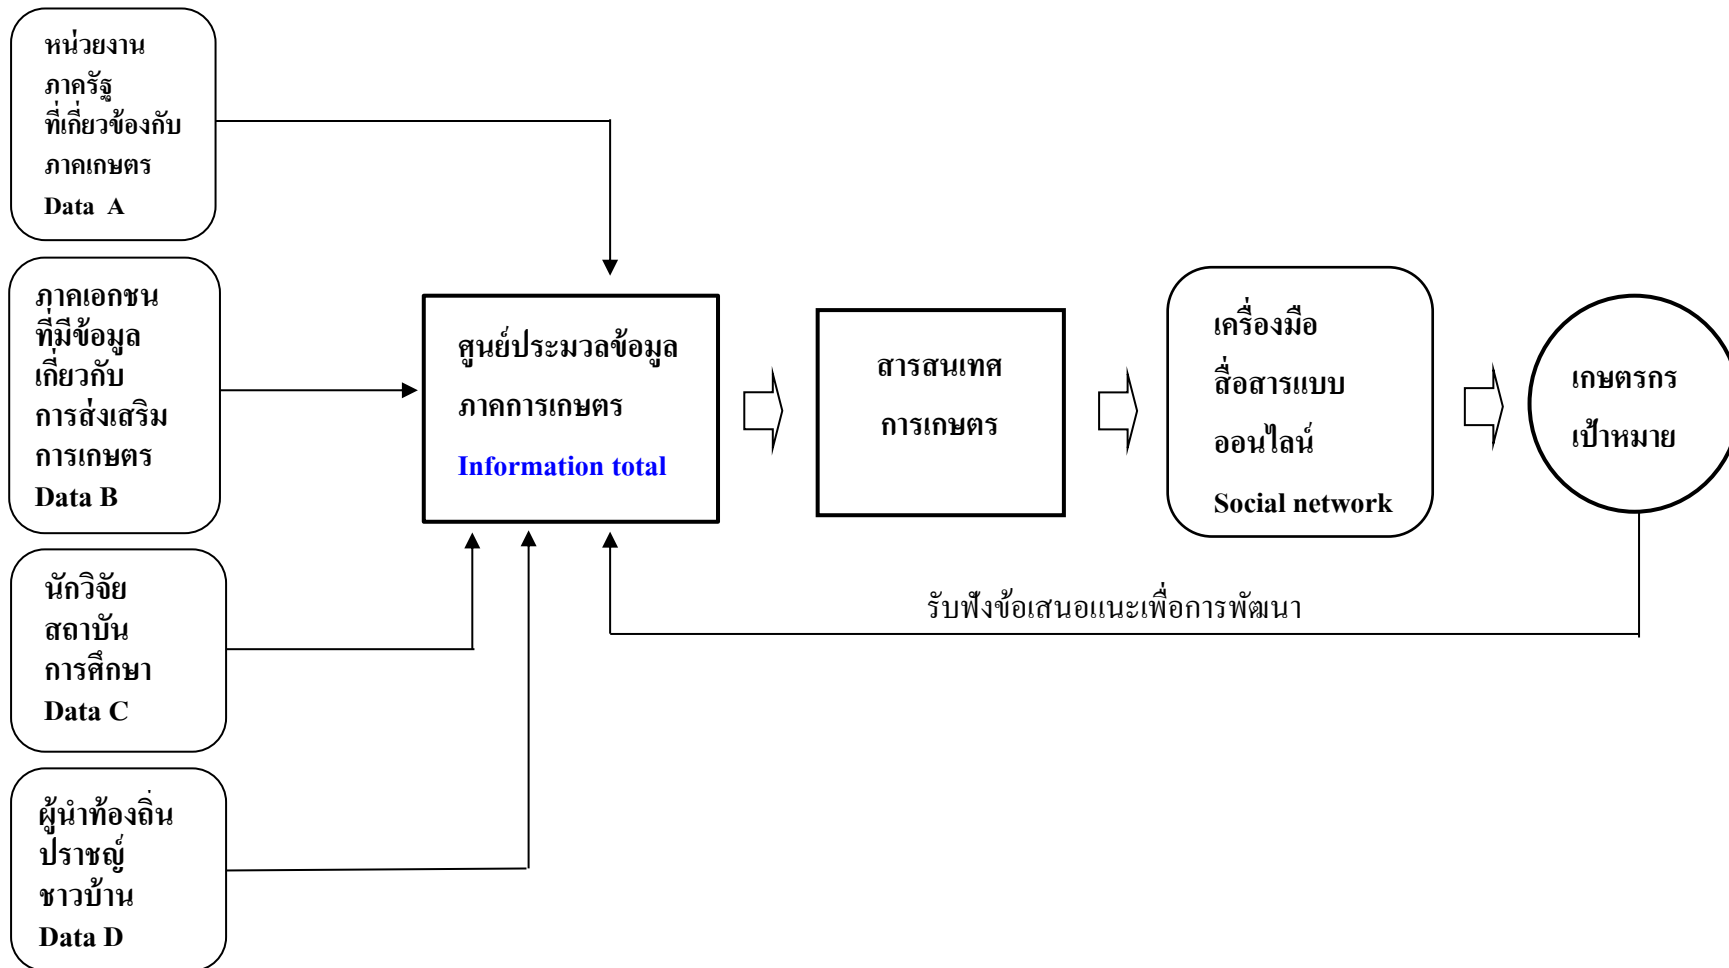 หน่วยงาน
ภาครัฐ
ที่เกี่ยวข้องกับ
ภาคเกษตร
Data A
ภาคเอกชน
ที่มีข้อมูล
เกี่ยวกับ
การส่งเสริม
การเกษตร
Data B
นักวิจัย
สถาบัน
การศึกษา
Data C
ผู้นำท้องถิ่น
ปราชญ์
ชาวบ้าน
Data D
ศูนย์ประมวลข้อมูล
ภาคการเกษตร
Information total
สารสนเทศ
การเกษตร
เครื่องมือ
สื่อสารแบบ
ออนไลน์
Social network
เกษตรกร
เป้าหมาย
รับฟังข้อเสนอแนะเพื่อการพัฒนา